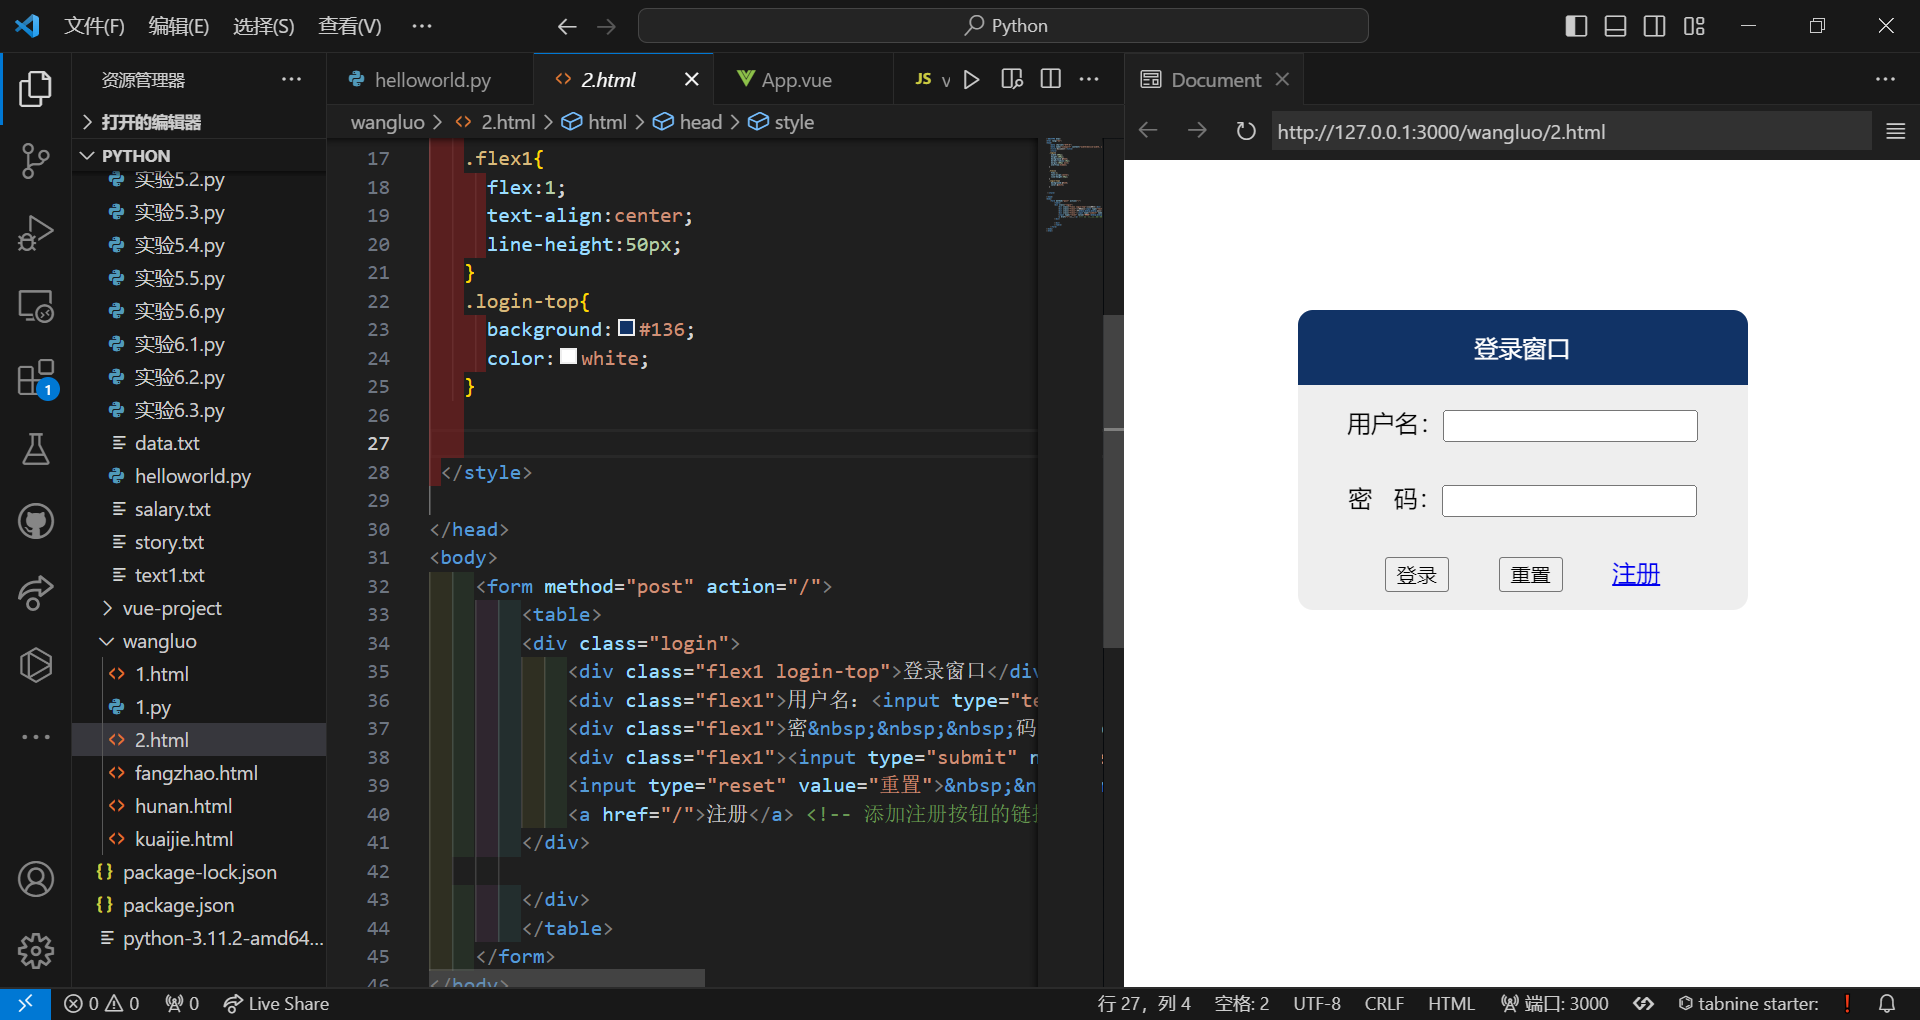 文件(F) 编辑(E) 选择(S) 查看(V) ··· Python
资源管理器
打开的编辑器
PYTHON
实验5.2.py
实验5.3.py
实验5.4.py
实验5.5.py
实验5.6.py
实验6.1.py
实验6.2.py
实验6.3.py
data.txt
helloworld.py
salary.txt
story.txt
text1.txt
vue-project
wangluo
1.html
1.py
2.html
fangzhao.html
hunan.html
kuaijie.html
package-lock.json
package.json
python-3.11.2-amd64...
1
helloworld.py 2.html App.vue JS v
wangluo > 2.html > html > head > style
17 .flex1{
18 flex:1;
19 text-align:center;
20 line-height:50px;
21 }
22 .login-top{
23 background:#136;
24 color:white;
25 }
26
27
28 </style>
29
30 </head>
31 <body>
32 <form method="post" action="/">
33 <table>
34 <div class="login">
35 <div class="flex1 login-top">登录窗口</div
36 <div class="flex1">用户名：<input type="te
37 <div class="flex1">密&nbsp;&nbsp;&nbsp;码
38 <div class="flex1"><input type="submit" n
39 <input type="reset" value="重置">&nbsp;&n
40 <a href="/">注册</a> <!-- 添加注册按钮的链
41 </div>
42
43 </div>
44 </table>
45 </form>
46 </body>
Document
http://127.0.0.1:3000/wangluo/2.html
登录窗口
用户名：
密 码：
登录 重置 注册
0 0 0 Live Share 行 27，列 4 空格: 2 UTF-8 CRLF HTML 端口: 3000 tabnine starter: !